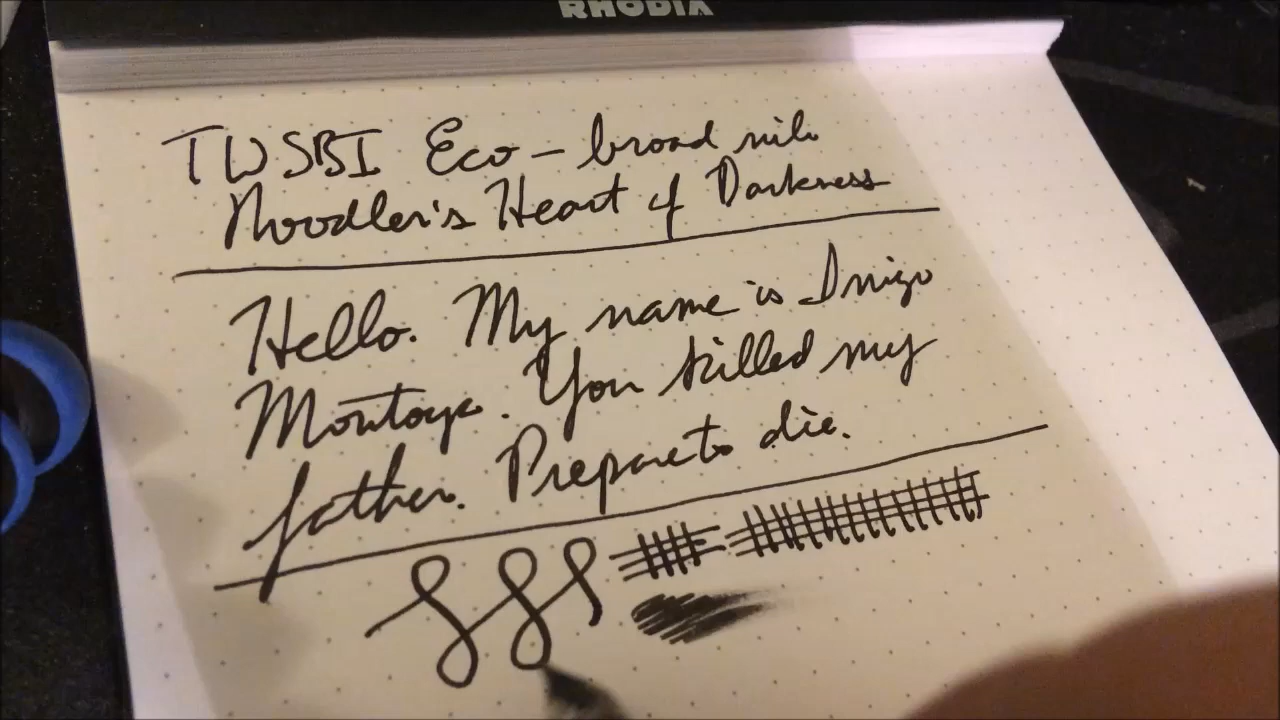 RHODIA
TWSBI Eco – broad nib
Noodler's Heart of Darkness
Hello. My name is Inigo
Montoya. You killed my
father. Prepare to die.